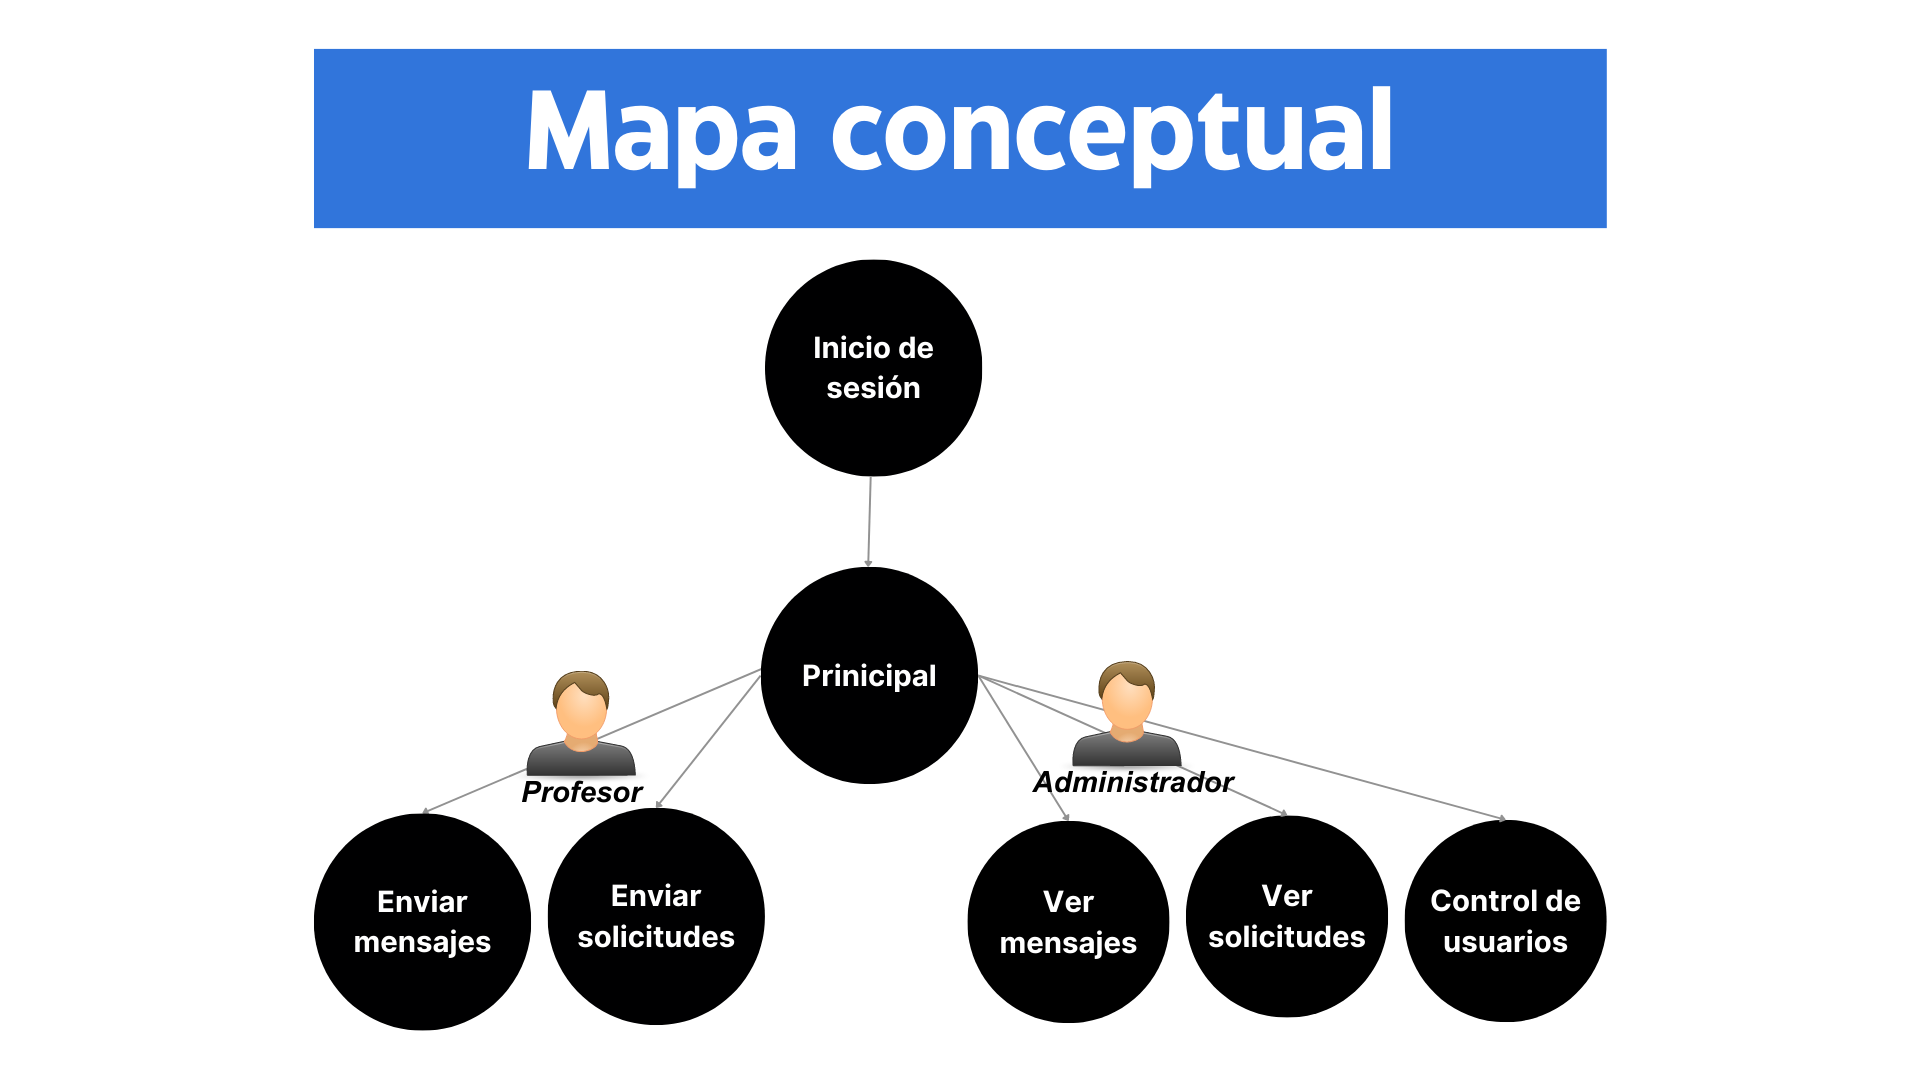 Mapa conceptual
Inicio de
sesión
Prinicipal
Profesor
Administrador
Enviar
mensajes
Enviar
solicitudes
Ver
mensajes
Ver
solicitudes
Control de
usuarios